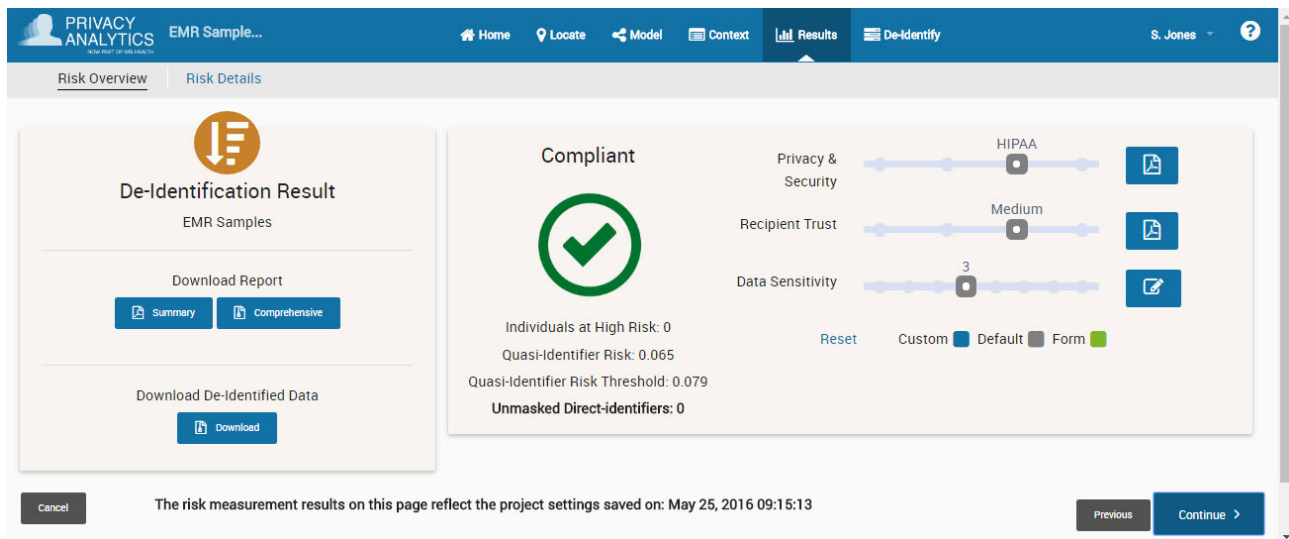 PRIVACY
ANALYTICS
NOW PART OF IMS HEALTH
EMR Sample...
Home
Locate
Model
Context
Results
De-Identify
S. Jones
?
Risk Overview
Risk Details
De-Identification Result
EMR Samples
Download Report
Summary
Comprehensive
Download De-Identified Data
Download
Compliant
Individuals at High Risk: 0
Quasi-Identifier Risk: 0.065
Quasi-Identifier Risk Threshold: 0.079
Unmasked Direct-identifiers: 0
Privacy &
Security
HIPAA
Recipient Trust
Medium
Data Sensitivity
3
Reset
Custom
Default
Form
Cancel
The risk measurement results on this page reflect the project settings saved on: May 25, 2016 09:15:13
Previous
Continue >